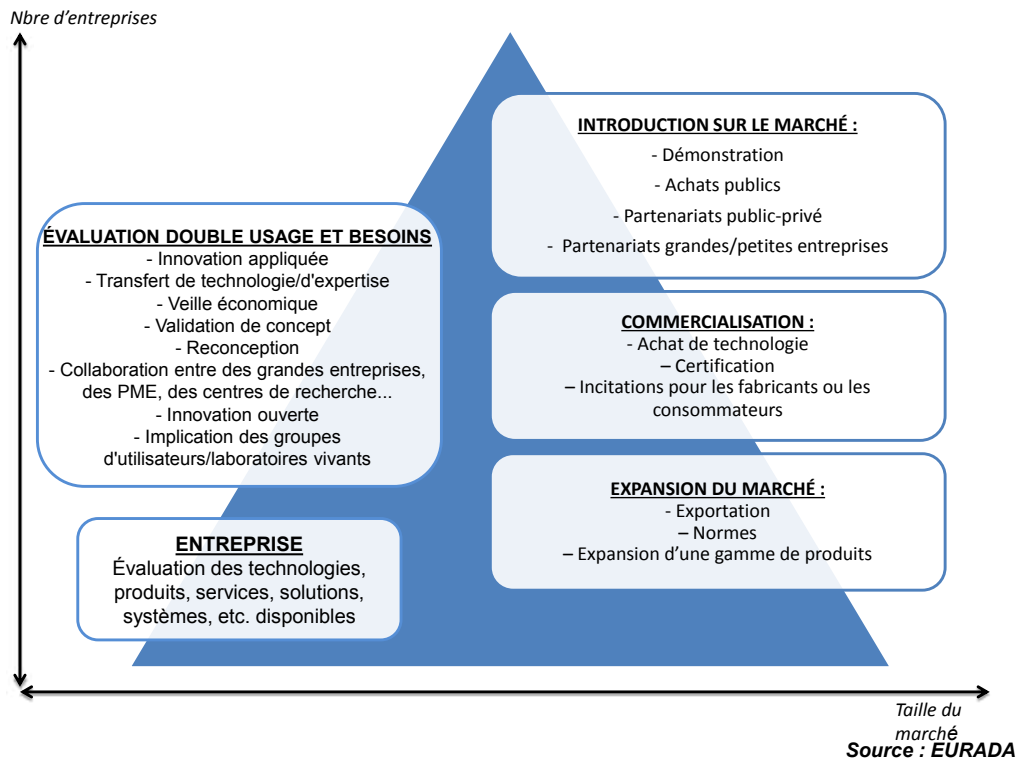 Nbre d'entreprises
INTRODUCTION SUR LE MARCHÉ :
- Démonstration
- Achats publics
- Partenariats public-privé
- Partenariats grandes/petites entreprises
ÉVALUATION DOUBLE USAGE ET BESOINS
- Innovation appliquée
- Transfert de technologie/d'expertise
- Veille économique
- Validation de concept
- Reconception
- Collaboration entre des grandes entreprises,
des PME, des centres de recherche...
- Innovation ouverte
- Implication des groupes
d'utilisateurs/laboratoires vivants
COMMERCIALISATION :
- Achat de technologie
– Certification
– Incitations pour les fabricants ou les
consommateurs
EXPANSION DU MARCHÉ :
- Exportation
– Normes
– Expansion d’une gamme de produits
ENTREPRISE
Évaluation des technologies,
produits, services, solutions,
systèmes, etc. disponibles
Taille du
marché
Source : EURADA